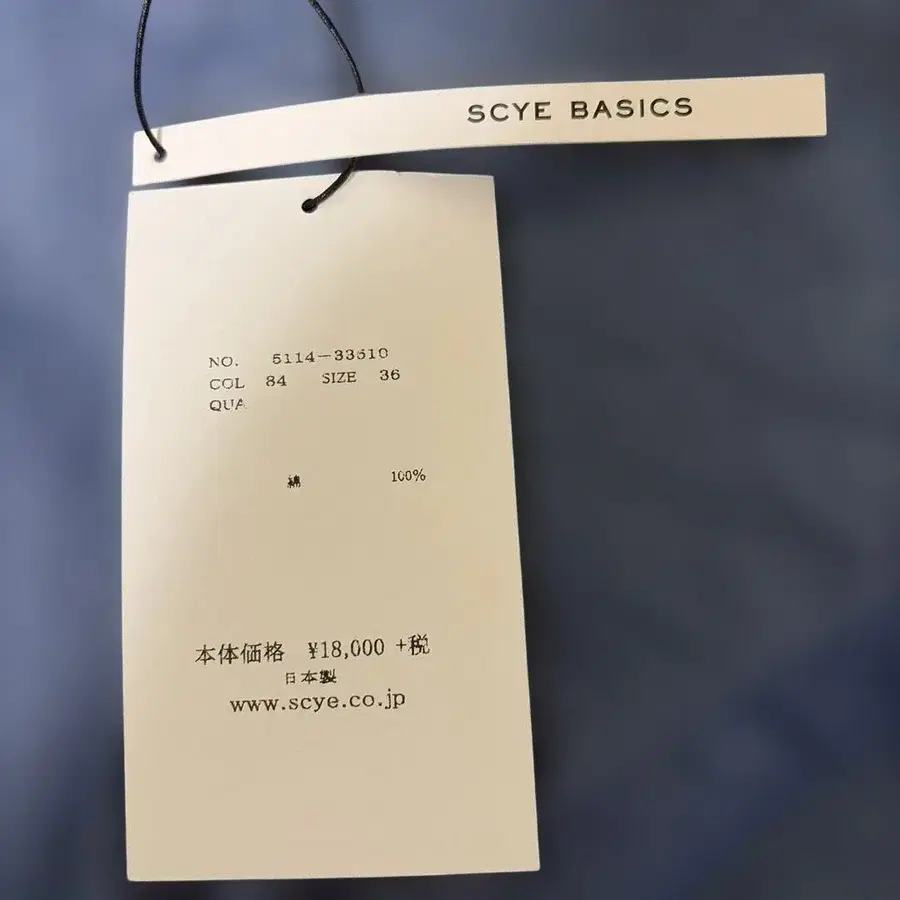 SCYE BASICS
NO. 5114-33510
COL 84 SIZE 36
QUA
綿 100%
本体価格 ¥18,000 +税
日本製
www.scye.co.jp